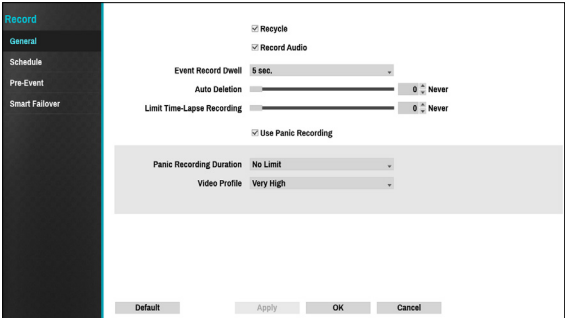 Record
General
Schedule
Pre-Event
Smart Failover
Recycle
Record Audio
Event Record Dwell 5 sec.
Auto Deletion 0 Never
Limit Time-Lapse Recording 0 Never
Use Panic Recording
Panic Recording Duration No Limit
Video Profile Very High
Default Apply OK Cancel